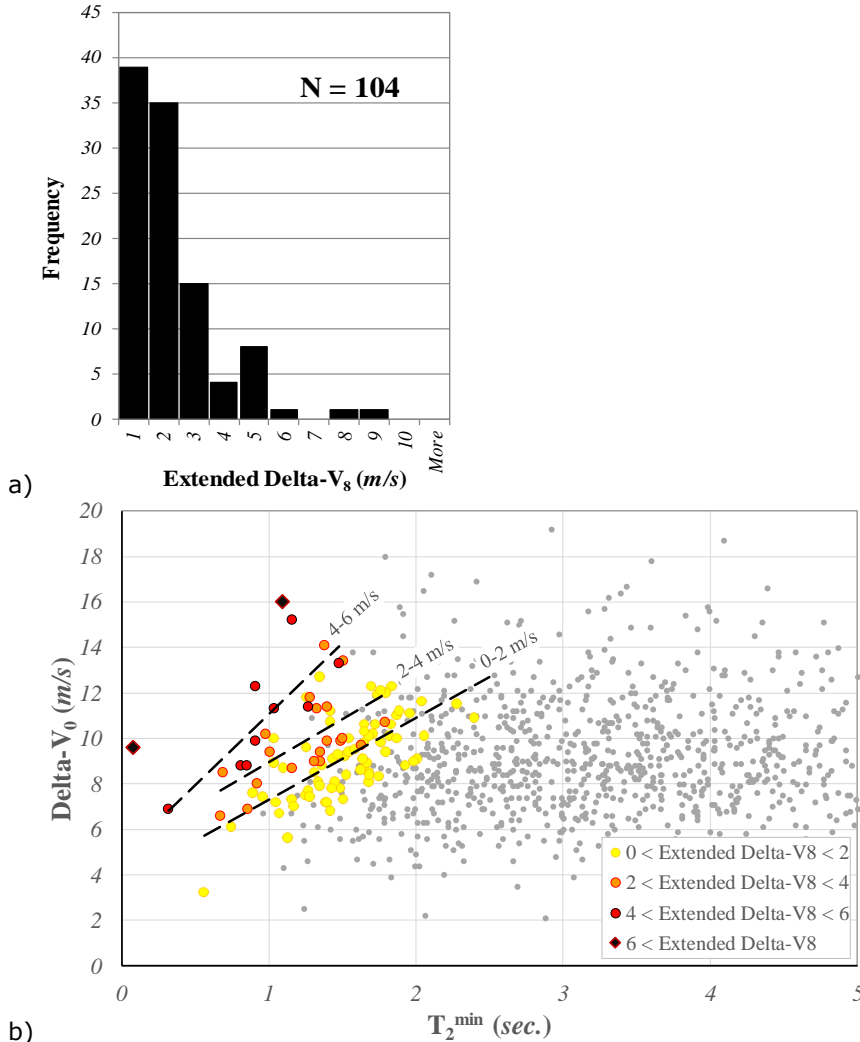 45
40
35
30
25
20
15
10
5
0
Frequency
N = 104
1 2 3 4 5 6 7 8 9 10 More
Extended Delta-V₈ (m/s)
a)
20
18
16
14
12
10
8
6
4
2
0
Delta-V₀ (m/s)
4-6 m/s
2-4 m/s
0-2 m/s
0 < Extended Delta-V8 < 2
2 < Extended Delta-V8 < 4
4 < Extended Delta-V8 < 6
6 < Extended Delta-V8
0 1 2 3 4 5
T₂ᵐⁱⁿ (sec.)
b)